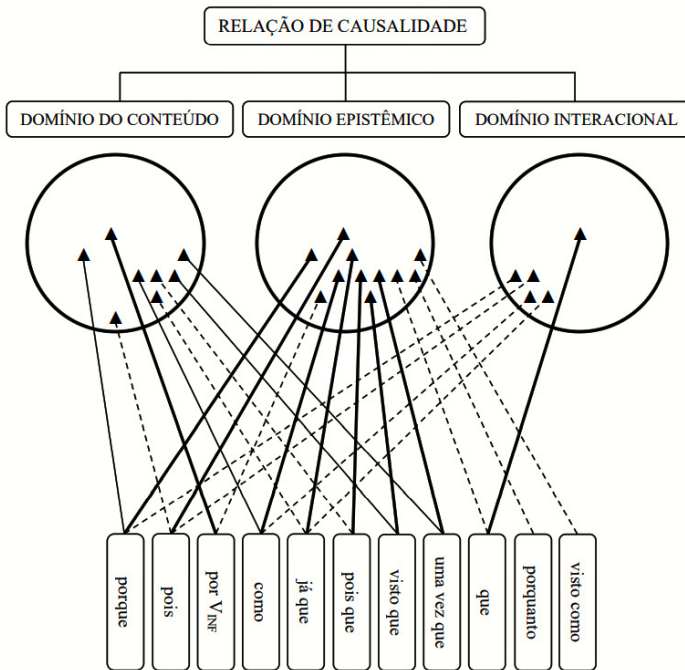 RELAÇÃO DE CAUSALIDADE
DOMÍNIO DO CONTEÚDO
DOMÍNIO EPISTÊMICO
DOMÍNIO INTERACIONAL
porque
pois
por VINF
como
já que
pois que
visto que
uma vez que
que
porquanto
visto como